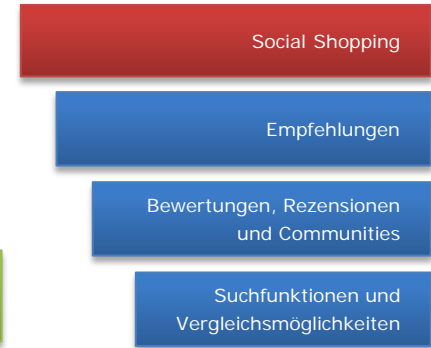 Social Shopping
Empfehlungen
Bewertungen, Rezensionen
und Communities
Suchfunktionen und
Vergleichsmöglichkeiten